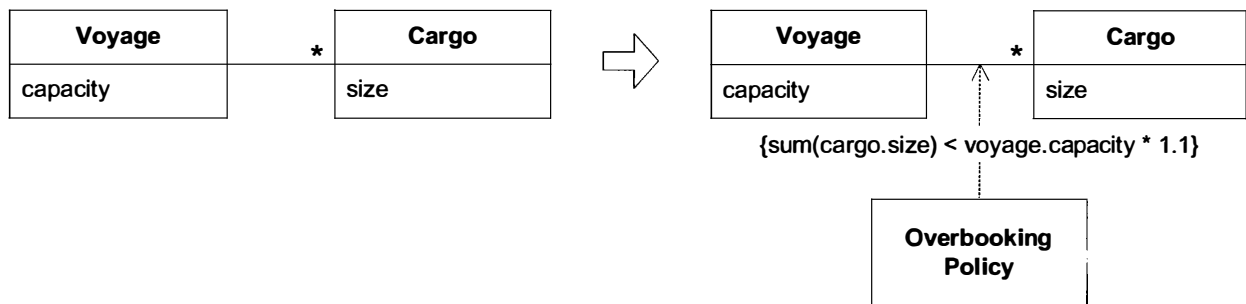 Voyage
*
Cargo
capacity
size
Voyage
*
Cargo
capacity
size
{sum(cargo.size) < voyage.capacity * 1.1}
Overbooking
Policy